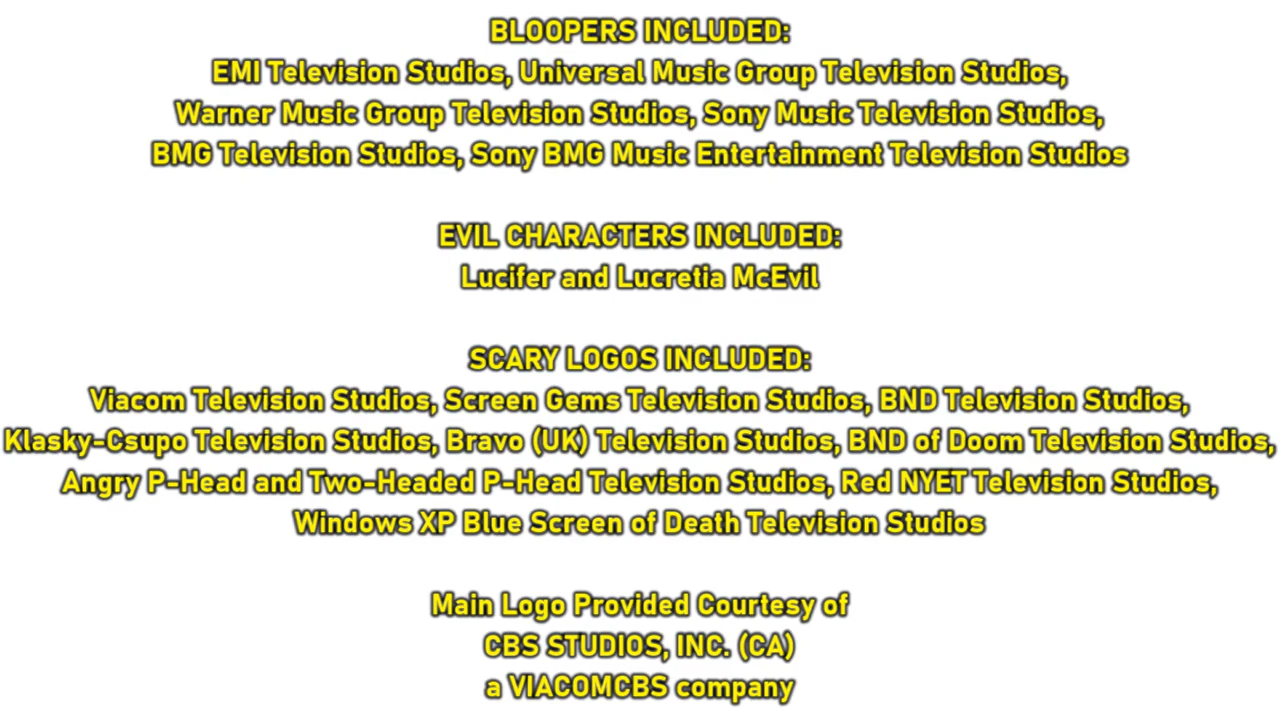 BLOOPERS INCLUDED:
EMI Television Studios, Universal Music Group Television Studios,
Warner Music Group Television Studios, Sony Music Television Studios,
BMG Television Studios, Sony BMG Music Entertainment Television Studios
EVIL CHARACTERS INCLUDED:
Lucifer and Lucretia McEvil
SCARY LOGOS INCLUDED:
Viacom Television Studios, Screen Gems Television Studios, BND Television Studios,
Klasky-Csupo Television Studios, Bravo (UK) Television Studios, BND of Doom Television Studios,
Angry P-Head and Two-Headed P-Head Television Studios, Red NYET Television Studios,
Windows XP Blue Screen of Death Television Studios
Main Logo Provided Courtesy of
CBS STUDIOS, INC. (CA)
a VIACOMCBS company